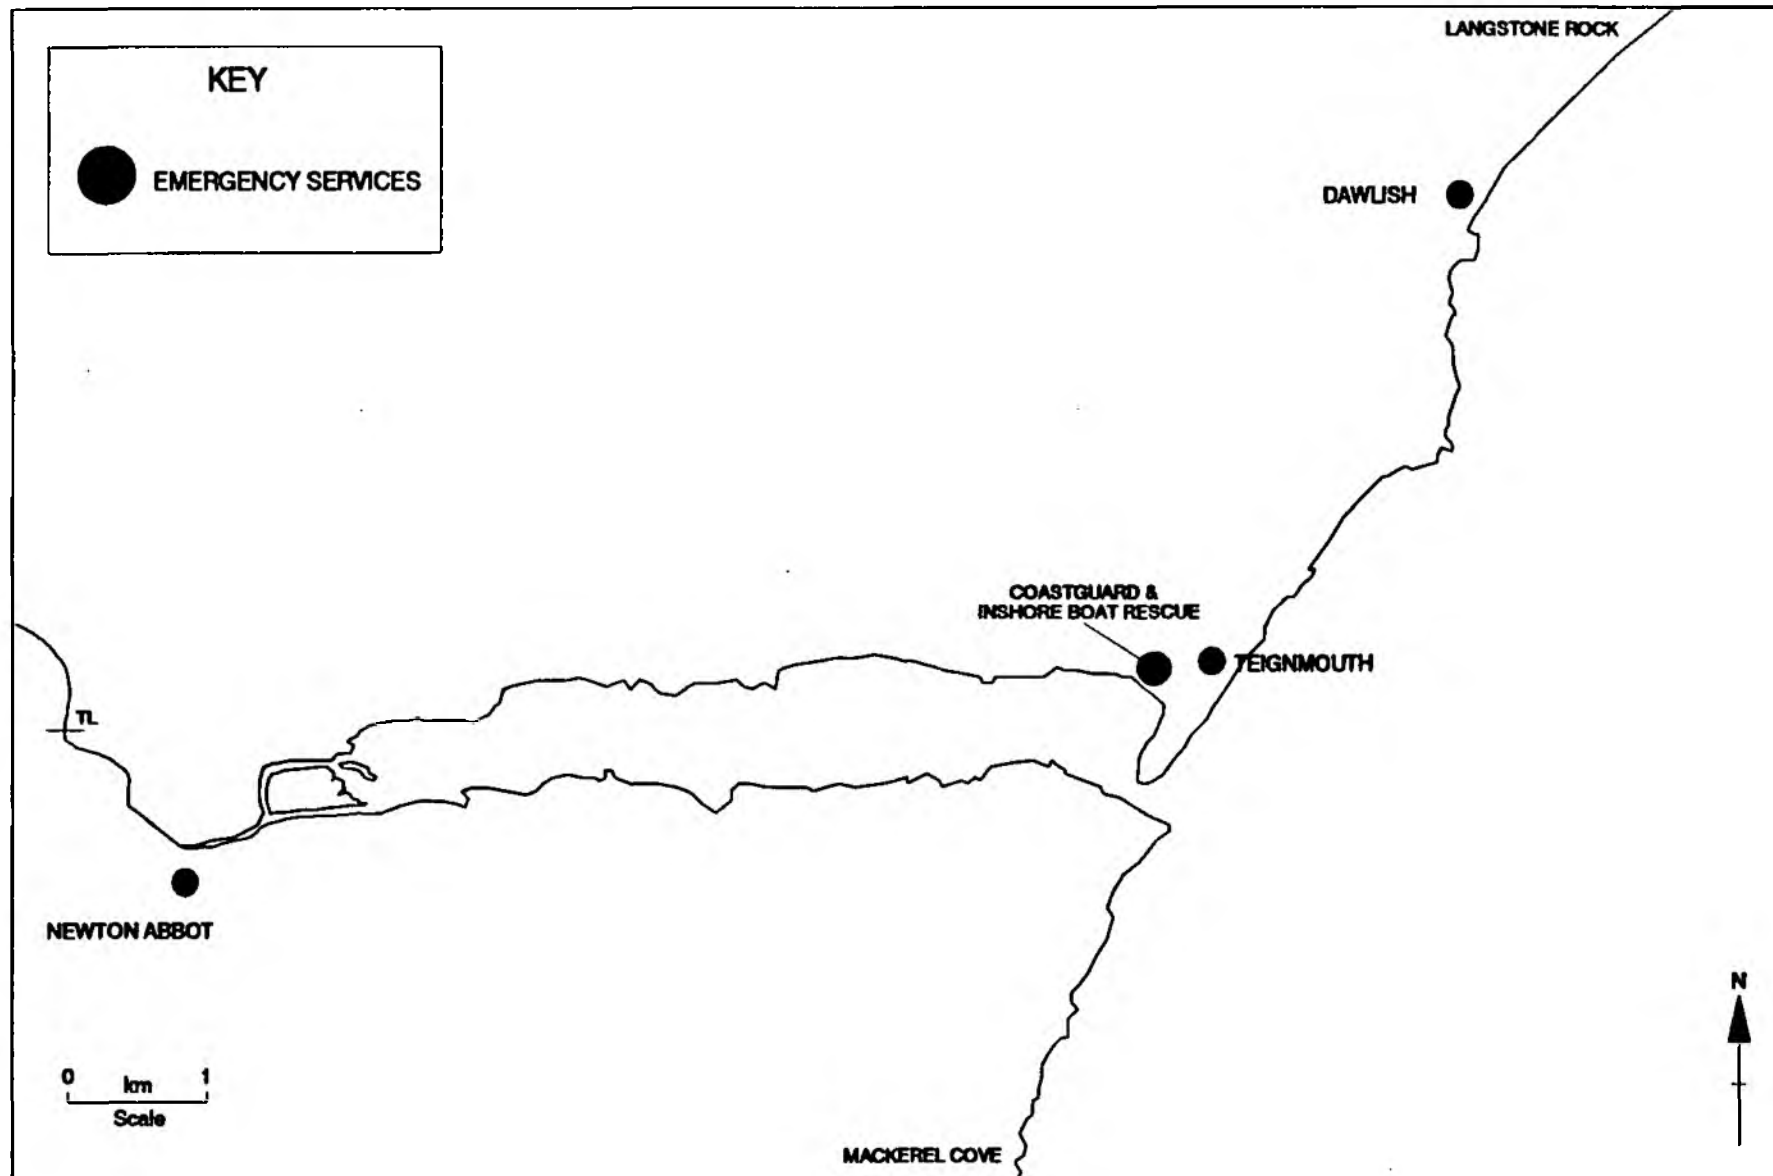 LANGSTONE ROCK
KEY
EMERGENCY SERVICES
DAWLISH
COASTGUARD &
INSHORE BOAT RESCUE
TEIGNMOUTH
TL
NEWTON ABBOT
N
0 km 1
Scale
MACKEREL COVE